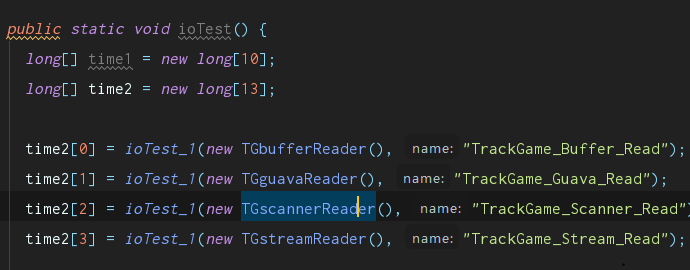 public static void ioTest() {
long[] time1 = new long[10];
long[] time2 = new long[13];
time2[0] = ioTest_1(new TGbufferReader(), name: "TrackGame_Buffer_Read");
time2[1] = ioTest_1(new TGguavaReader(), name: "TrackGame_Guava_Read");
time2[2] = ioTest_1(new TGscannerReader(), name: "TrackGame_Scanner_Read")
time2[3] = ioTest_1(new TGstreamReader(), name: "TrackGame_Stream_Read");